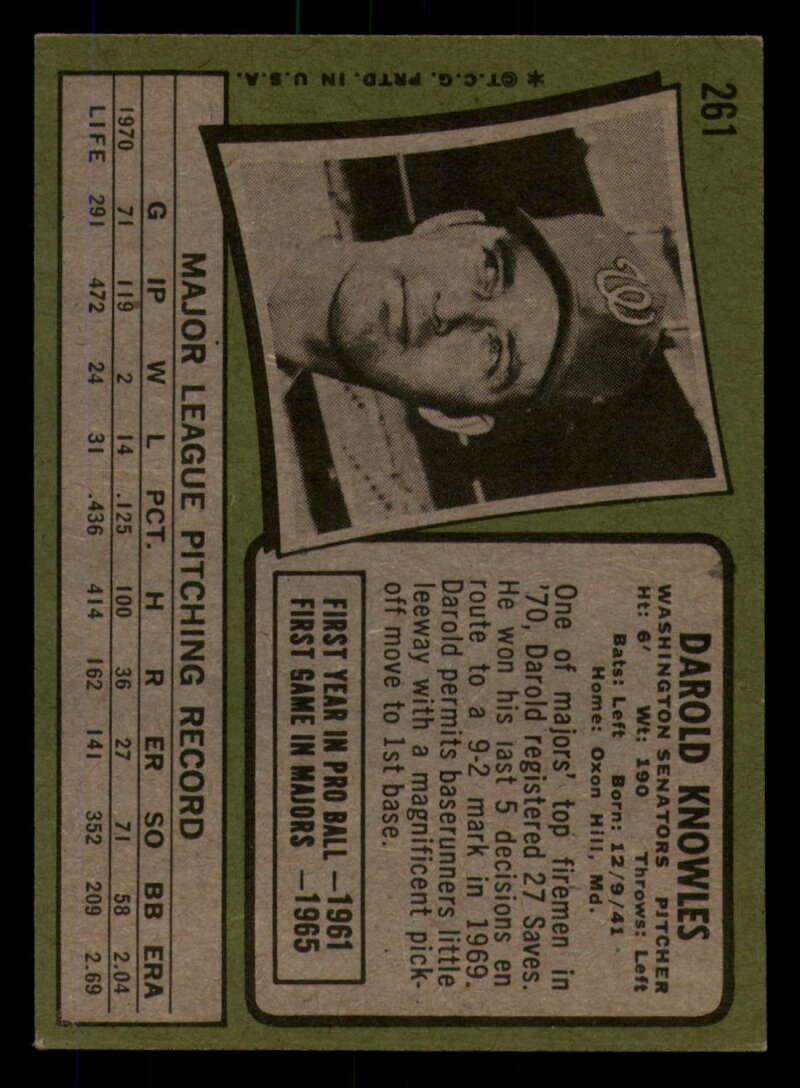 261
* ©T.C.G. PRTD. IN U.S.A.
W
DAROLD KNOWLES
WASHINGTON SENATORS PITCHER
Ht: 6' Wt: 190 Throws: Left
Bats: Left Born: 12/9/41
Home: Oxon Hill, Md.
One of majors' top firemen in
'70, Darold registered 27 Saves.
He won his last 5 decisions en
route to a 9-2 mark in 1969.
Darold permits baserunners little
leeway with a magnificent pick-
off move to 1st base.
FIRST YEAR IN PRO BALL —1961
FIRST GAME IN MAJORS —1965
MAJOR LEAGUE PITCHING RECORD
G IP W L PCT. H R ER SO BB ERA
1970 71 119 2 14 .125 100 36 27 71 58 2.04
LIFE 291 472 24 31 .436 414 162 141 352 209 2.69